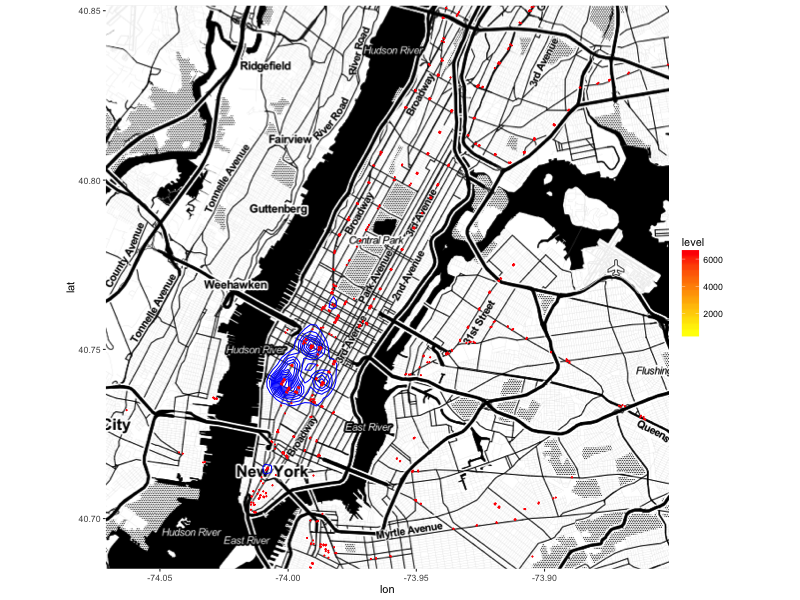 40.85
40.80
40.75
40.70
lat
-74.05
-74.00
-73.95
-73.90
lon
level
6000
4000
2000
Hudson River
River Road
Ridgefield
3rd Avenue
Broadway
River Road
Fairview
Tonnelle Avenue
Guttenberg
Broadway
3rd Avenue
Central Park
County Avenue
Park Avenue
2nd Avenue
Weehawken
Tonnelle Avenue
31st Street
3rd Avenue
Hudson River
Flushing
City
East River
Queens
Broadway
New York
Hudson River
East River
Myrtle Avenue